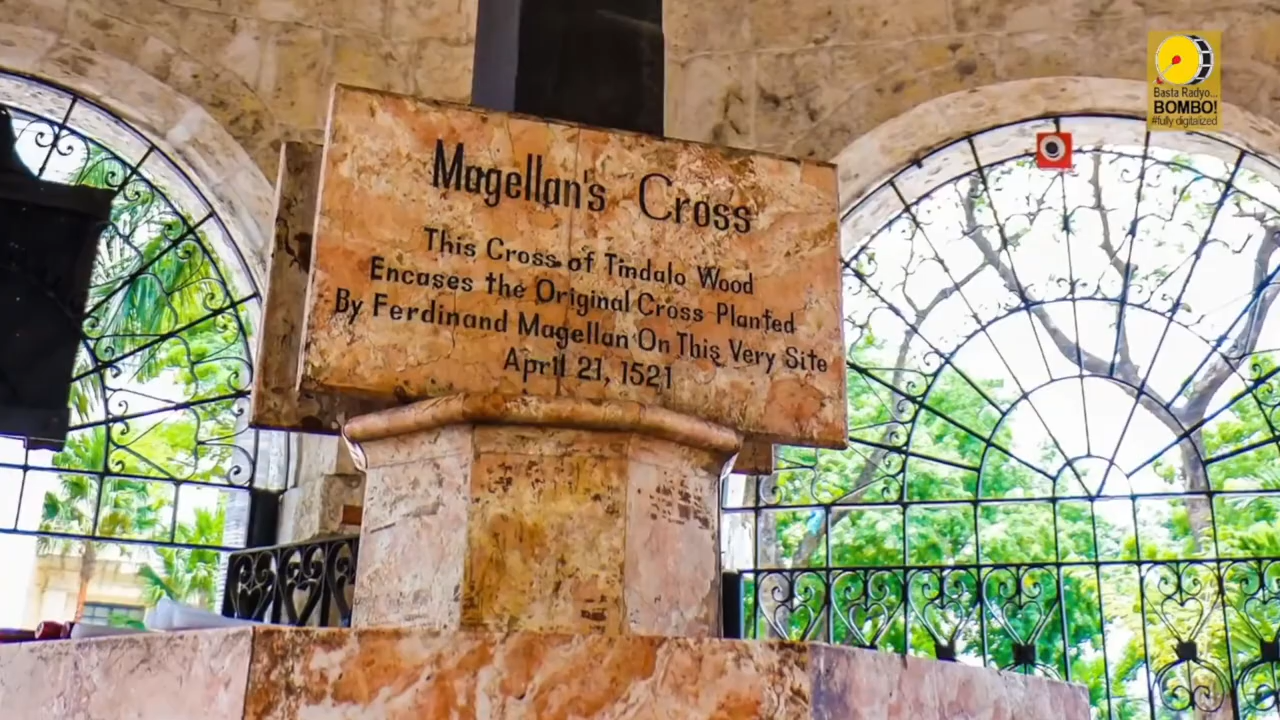 Magellan's Cross
This Cross of Tindalo Wood
Encases the Original Cross Planted
By Ferdinand Magellan On This Very Site
April 21, 1521
Basta Radyo...
BOMBO!
#fully digitalized